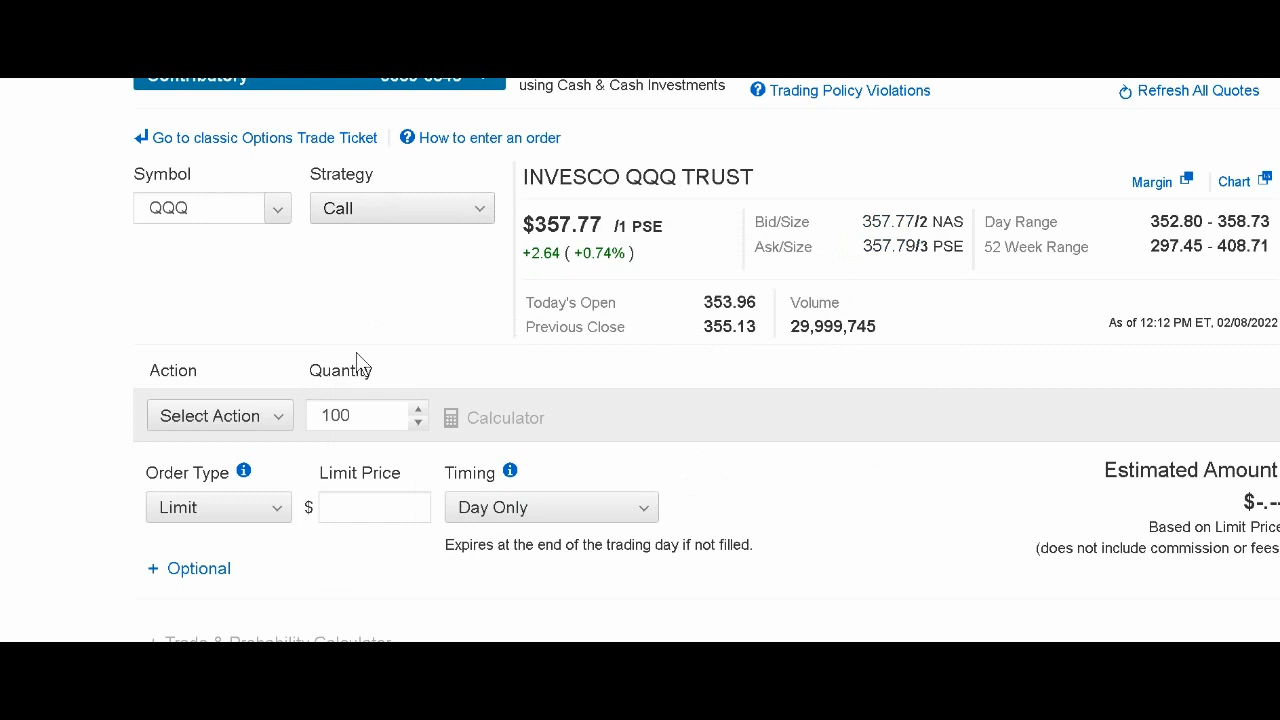 Contributory
using Cash & Cash Investments
Trading Policy Violations
Refresh All Quotes
Go to classic Options Trade Ticket
How to enter an order
Symbol
Strategy
QQQ
Call
INVESCO QQQ TRUST
Margin
Chart
$357.77 /1 PSE
+2.64 ( +0.74% )
Bid/Size 357.77/2 NAS
Ask/Size 357.79/3 PSE
Day Range 352.80 - 358.73
52 Week Range 297.45 - 408.71
Today's Open 353.96
Previous Close 355.13
Volume
29,999,745
As of 12:12 PM ET, 02/08/2022
Action
Quantity
Select Action
100
Calculator
Order Type
Limit Price
Timing
Limit
$
Day Only
Expires at the end of the trading day if not filled.
+ Optional
Estimated Amount
$-.--
Based on Limit Price
(does not include commission or fees
+ Trade & Probability Calculator